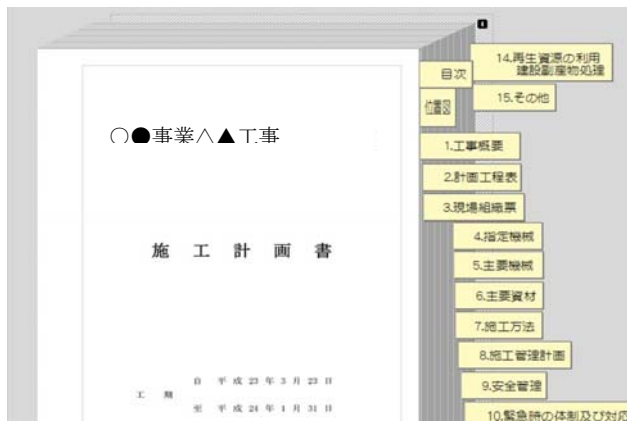 ○●事業△▲工事
施工計画書
工期
自 平成23年3月23日
至 平成24年1月31日
目次
位置図
1.工事概要
2.計画工程表
3.現場組織票
4.指定機械
5.主要機械
6.主要資材
7.施工方法
8.施工管理計画
9.安全管理
10.緊急時の体制及び対応
14.再生資源の利用
建設副産物処理
15.その他